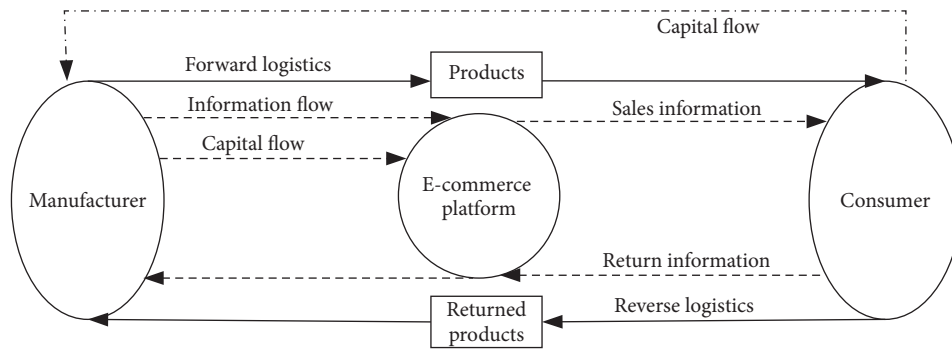 Capital flow
Forward logistics
Products
Information flow
Sales information
Capital flow
Manufacturer
E-commerce
platform
Consumer
Return information
Returned
products
Reverse logistics